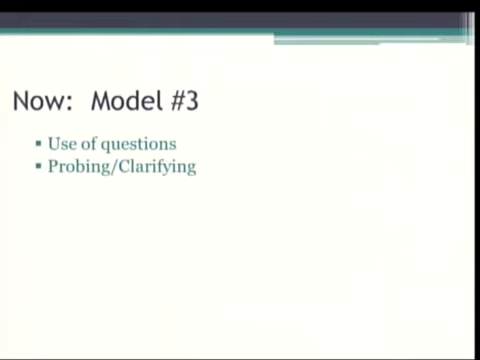 Now: Model #3
▪ Use of questions
▪ Probing/Clarifying